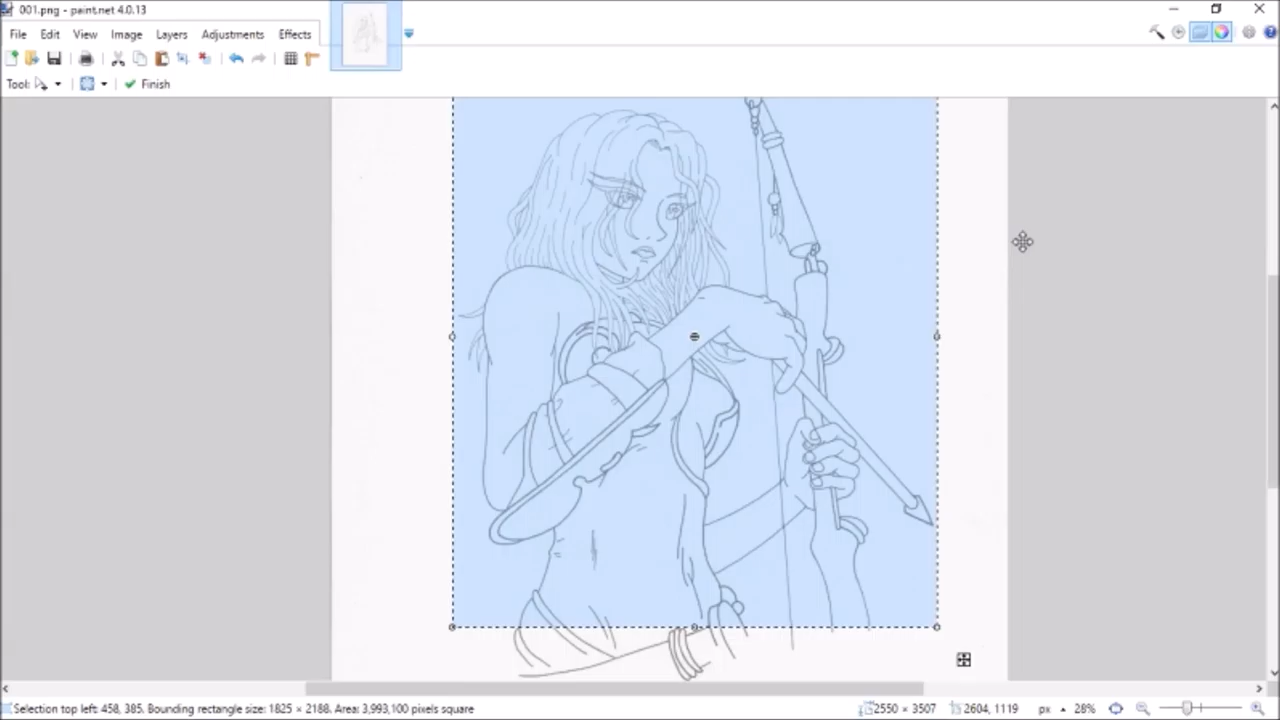 001.png - paint.net 4.0.13
File Edit View Image Layers Adjustments Effects
Tool: Finish
Selection top left: 458, 385. Bounding rectangle size: 1825 × 2188. Area: 3,993,100 pixels square 2550 × 3507 2604, 1119 px 28%